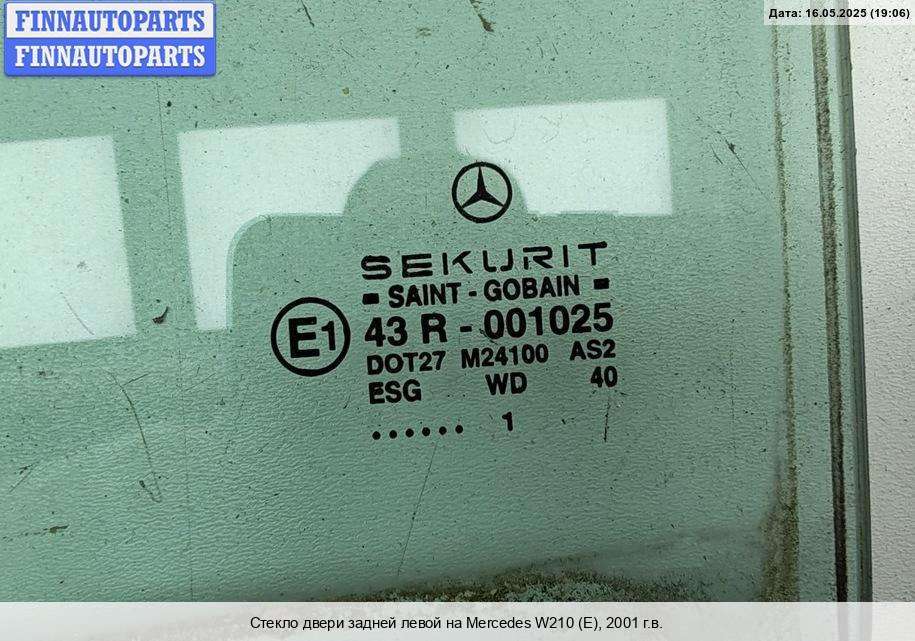 FINNAUTOPARTS
FINNAUTOPARTS
Дата: 16.05.2025 (19:06)
SEKURIT
SAINT - GOBAIN
E1 43 R - 001025
DOT27 M24100 AS2
ESG WD 40
...... 1
Стекло двери задней левой на Mercedes W210 (E), 2001 г.в.